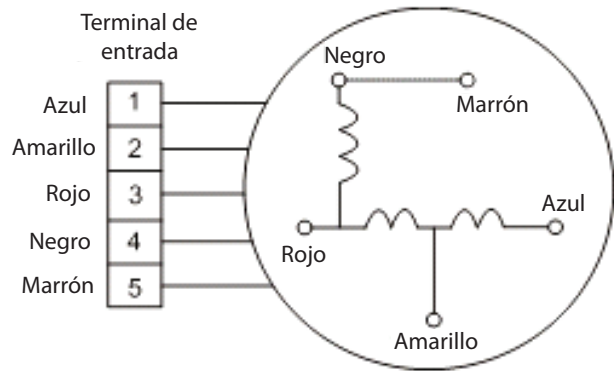 Terminal de
entrada
Azul 1
Amarillo 2
Rojo 3
Negro 4
Marrón 5
Negro
Marrón
Azul
Rojo
Amarillo